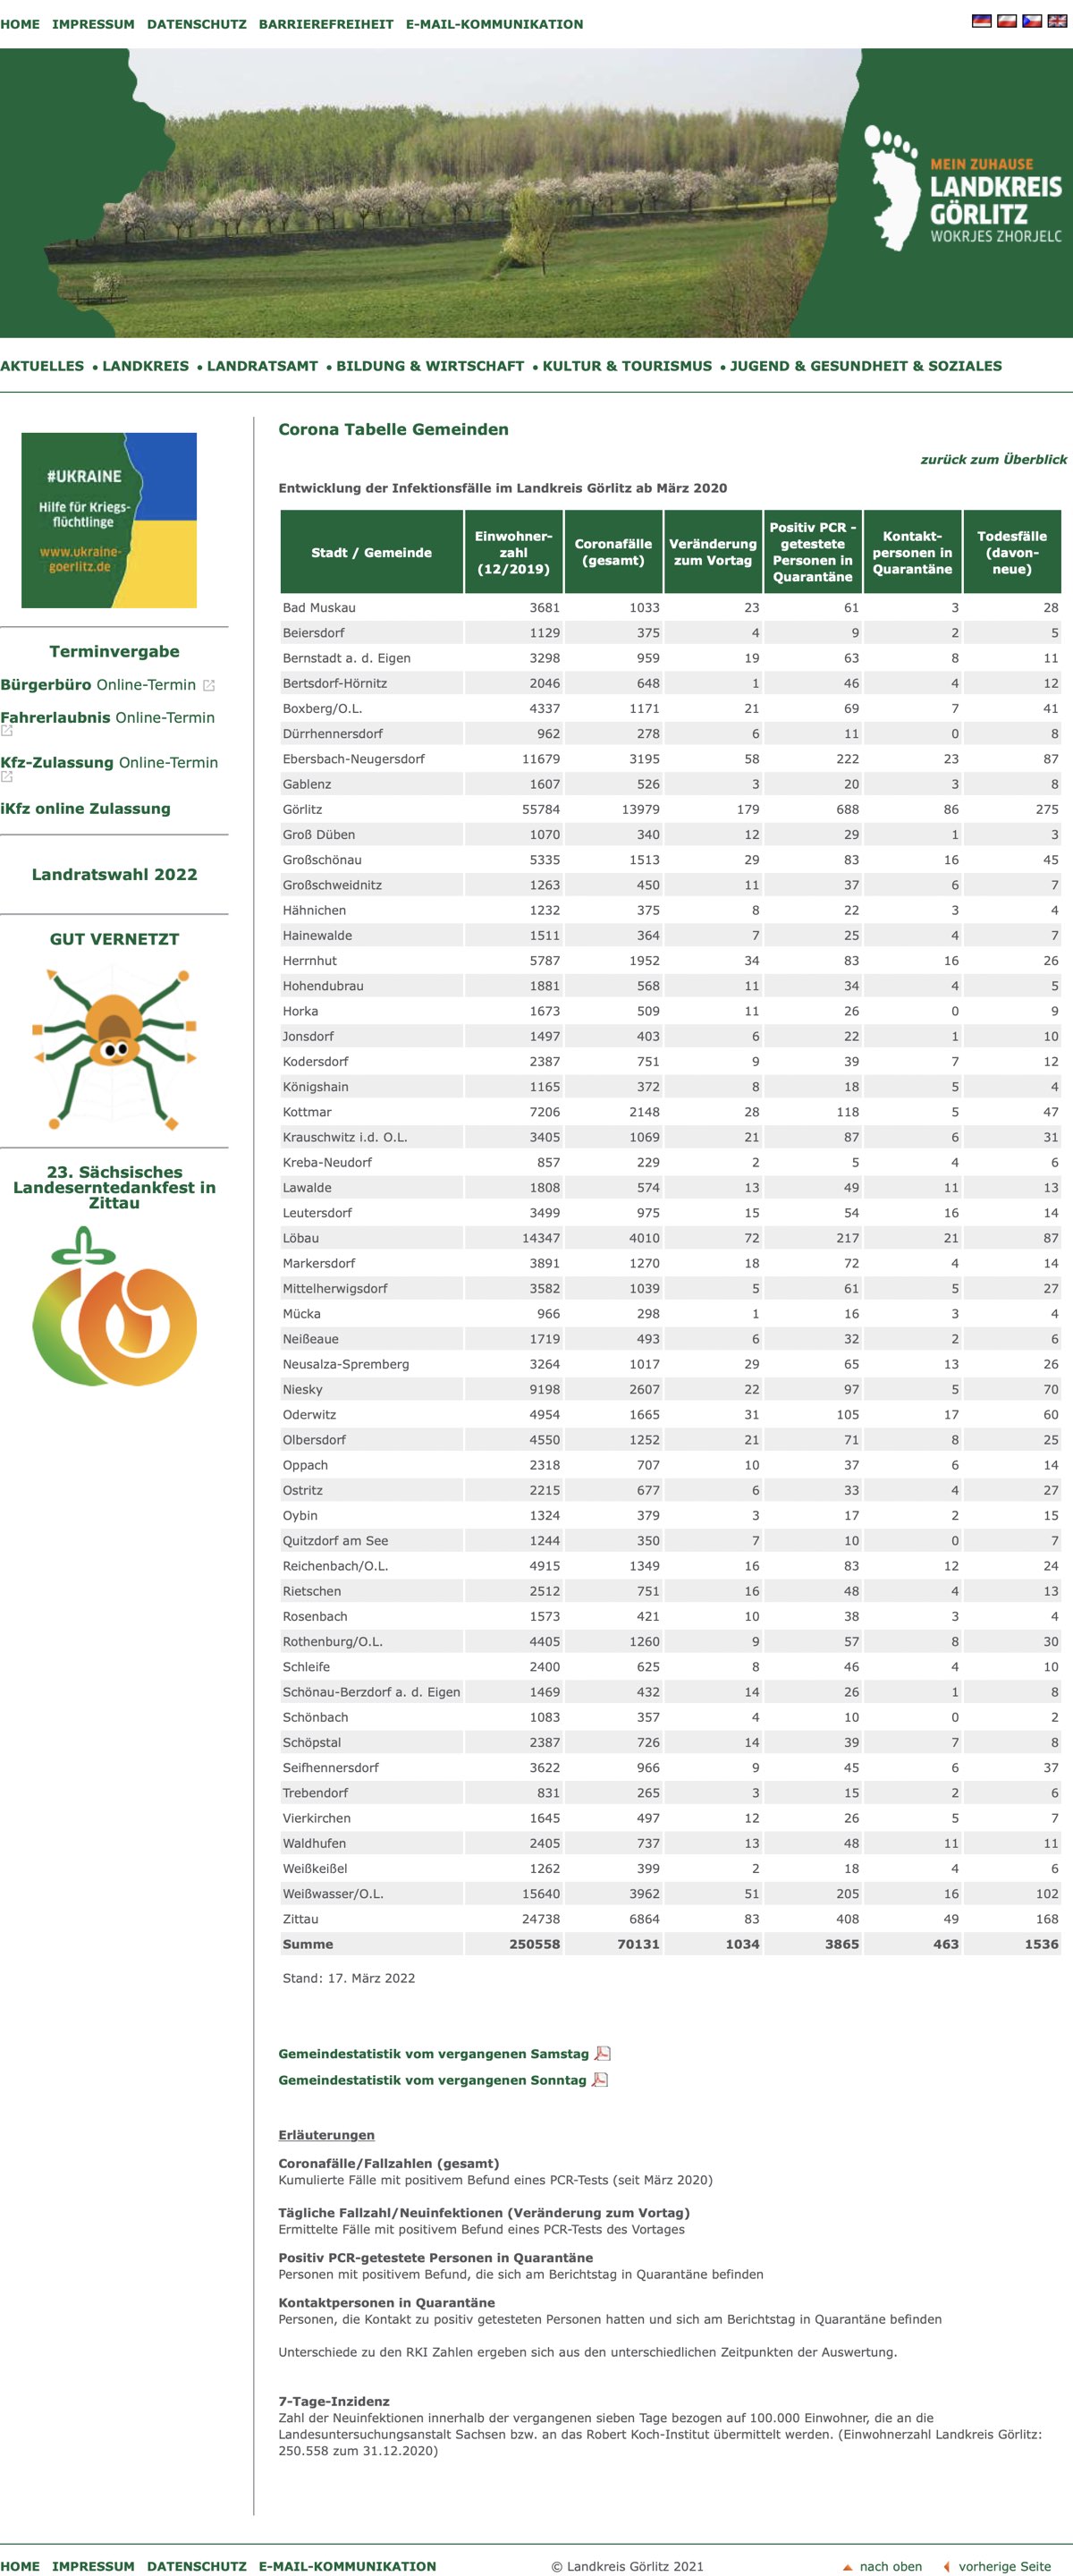 HOME IMPRESSUM DATENSCHUTZ BARRIEREFREIHEIT E-MAIL-KOMMUNIKATION
MEIN ZUHAUSE
LANDKREIS
GÖRLITZ
WOKRJES ZHORJELC
AKTUELLES • LANDKREIS • LANDRATSAMT • BILDUNG & WIRTSCHAFT • KULTUR & TOURISMUS • JUGEND & GESUNDHEIT & SOZIALES
#UKRAINE
Hilfe für Kriegs-
flüchtlinge
www.ukraine-
goerlitz.de
Terminvergabe
Bürgerbüro Online-Termin
Fahrerlaubnis Online-Termin
Kfz-Zulassung Online-Termin
iKfz online Zulassung
Landratswahl 2022
GUT VERNETZT
23. Sächsisches
Landeserntedankfest in
Zittau
Corona Tabelle Gemeinden
zurück zum Überblick
Entwicklung der Infektionsfälle im Landkreis Görlitz ab März 2020
Stadt / Gemeinde
Einwohner-
zahl
(12/2019)
Coronafälle
(gesamt)
Veränderung
zum Vortag
Positiv PCR -
getestete
Personen in
Quarantäne
Kontakt-
personen in
Quarantäne
Todesfälle
(davon-
neue)
Bad Muskau 3681 1033 23 61 3 28
Beiersdorf 1129 375 4 9 2 5
Bernstadt a. d. Eigen 3298 959 19 63 8 11
Bertsdorf-Hörnitz 2046 648 1 46 4 12
Boxberg/O.L. 4337 1171 21 69 7 41
Dürrhennersdorf 962 278 6 11 0 8
Ebersbach-Neugersdorf 11679 3195 58 222 23 87
Gablenz 1607 526 3 20 3 8
Görlitz 55784 13979 179 688 86 275
Groß Düben 1070 340 12 29 1 3
Großschönau 5335 1513 29 83 16 45
Großschweidnitz 1263 450 11 37 6 7
Hähnichen 1232 375 8 22 3 4
Hainewalde 1511 364 7 25 4 7
Herrnhut 5787 1952 34 83 16 26
Hohendubrau 1881 568 11 34 4 5
Horka 1673 509 11 26 0 9
Jonsdorf 1497 403 6 22 1 10
Kodersdorf 2387 751 9 39 7 12
Königshain 1165 372 8 18 5 4
Kottmar 7206 2148 28 118 5 47
Krauschwitz i.d. O.L. 3405 1069 21 87 6 31
Kreba-Neudorf 857 229 2 5 4 6
Lawalde 1808 574 13 49 11 13
Leutersdorf 3499 975 15 54 16 14
Löbau 14347 4010 72 217 21 87
Markersdorf 3891 1270 18 72 4 14
Mittelherwigsdorf 3582 1039 5 61 5 27
Mücka 966 298 1 16 3 4
Neißeaue 1719 493 6 32 2 6
Neusalza-Spremberg 3264 1017 29 65 13 26
Niesky 9198 2607 22 97 5 70
Oderwitz 4954 1665 31 105 17 60
Olbersdorf 4550 1252 21 71 8 25
Oppach 2318 707 10 37 6 14
Ostritz 2215 677 6 33 4 27
Oybin 1324 379 3 17 2 15
Quitzdorf am See 1244 350 7 10 0 7
Reichenbach/O.L. 4915 1349 16 83 12 24
Rietschen 2512 751 16 48 4 13
Rosenbach 1573 421 10 38 3 4
Rothenburg/O.L. 4405 1260 9 57 8 30
Schleife 2400 625 8 46 4 10
Schönau-Berzdorf a. d. Eigen 1469 432 14 26 1 8
Schönbach 1083 357 4 10 0 2
Schöpstal 2387 726 14 39 7 8
Seifhennersdorf 3622 966 9 45 6 37
Trebendorf 831 265 3 15 2 6
Vierkirchen 1645 497 12 26 5 7
Waldhufen 2405 737 13 48 11 11
Weißkeißel 1262 399 2 18 4 6
Weißwasser/O.L. 15640 3962 51 205 16 102
Zittau 24738 6864 83 408 49 168
Summe 250558 70131 1034 3865 463 1536
Stand: 17. März 2022
Gemeindestatistik vom vergangenen Samstag
Gemeindestatistik vom vergangenen Sonntag
Erläuterungen
Coronafälle/Fallzahlen (gesamt)
Kumulierte Fälle mit positivem Befund eines PCR-Tests (seit März 2020)
Tägliche Fallzahl/Neuinfektionen (Veränderung zum Vortag)
Ermittelte Fälle mit positivem Befund eines PCR-Tests des Vortages
Positiv PCR-getestete Personen in Quarantäne
Personen mit positivem Befund, die sich am Berichtstag in Quarantäne befinden
Kontaktpersonen in Quarantäne
Personen, die Kontakt zu positiv getesteten Personen hatten und sich am Berichtstag in Quarantäne befinden
Unterschiede zu den RKI Zahlen ergeben sich aus den unterschiedlichen Zeitpunkten der Auswertung.
7-Tage-Inzidenz
Zahl der Neuinfektionen innerhalb der vergangenen sieben Tage bezogen auf 100.000 Einwohner, die an die
Landesuntersuchungsanstalt Sachsen bzw. an das Robert Koch-Institut übermittelt werden. (Einwohnerzahl Landkreis Görlitz:
250.558 zum 31.12.2020)
HOME IMPRESSUM DATENSCHUTZ E-MAIL-KOMMUNIKATION © Landkreis Görlitz 2021 nach oben vorherige Seite